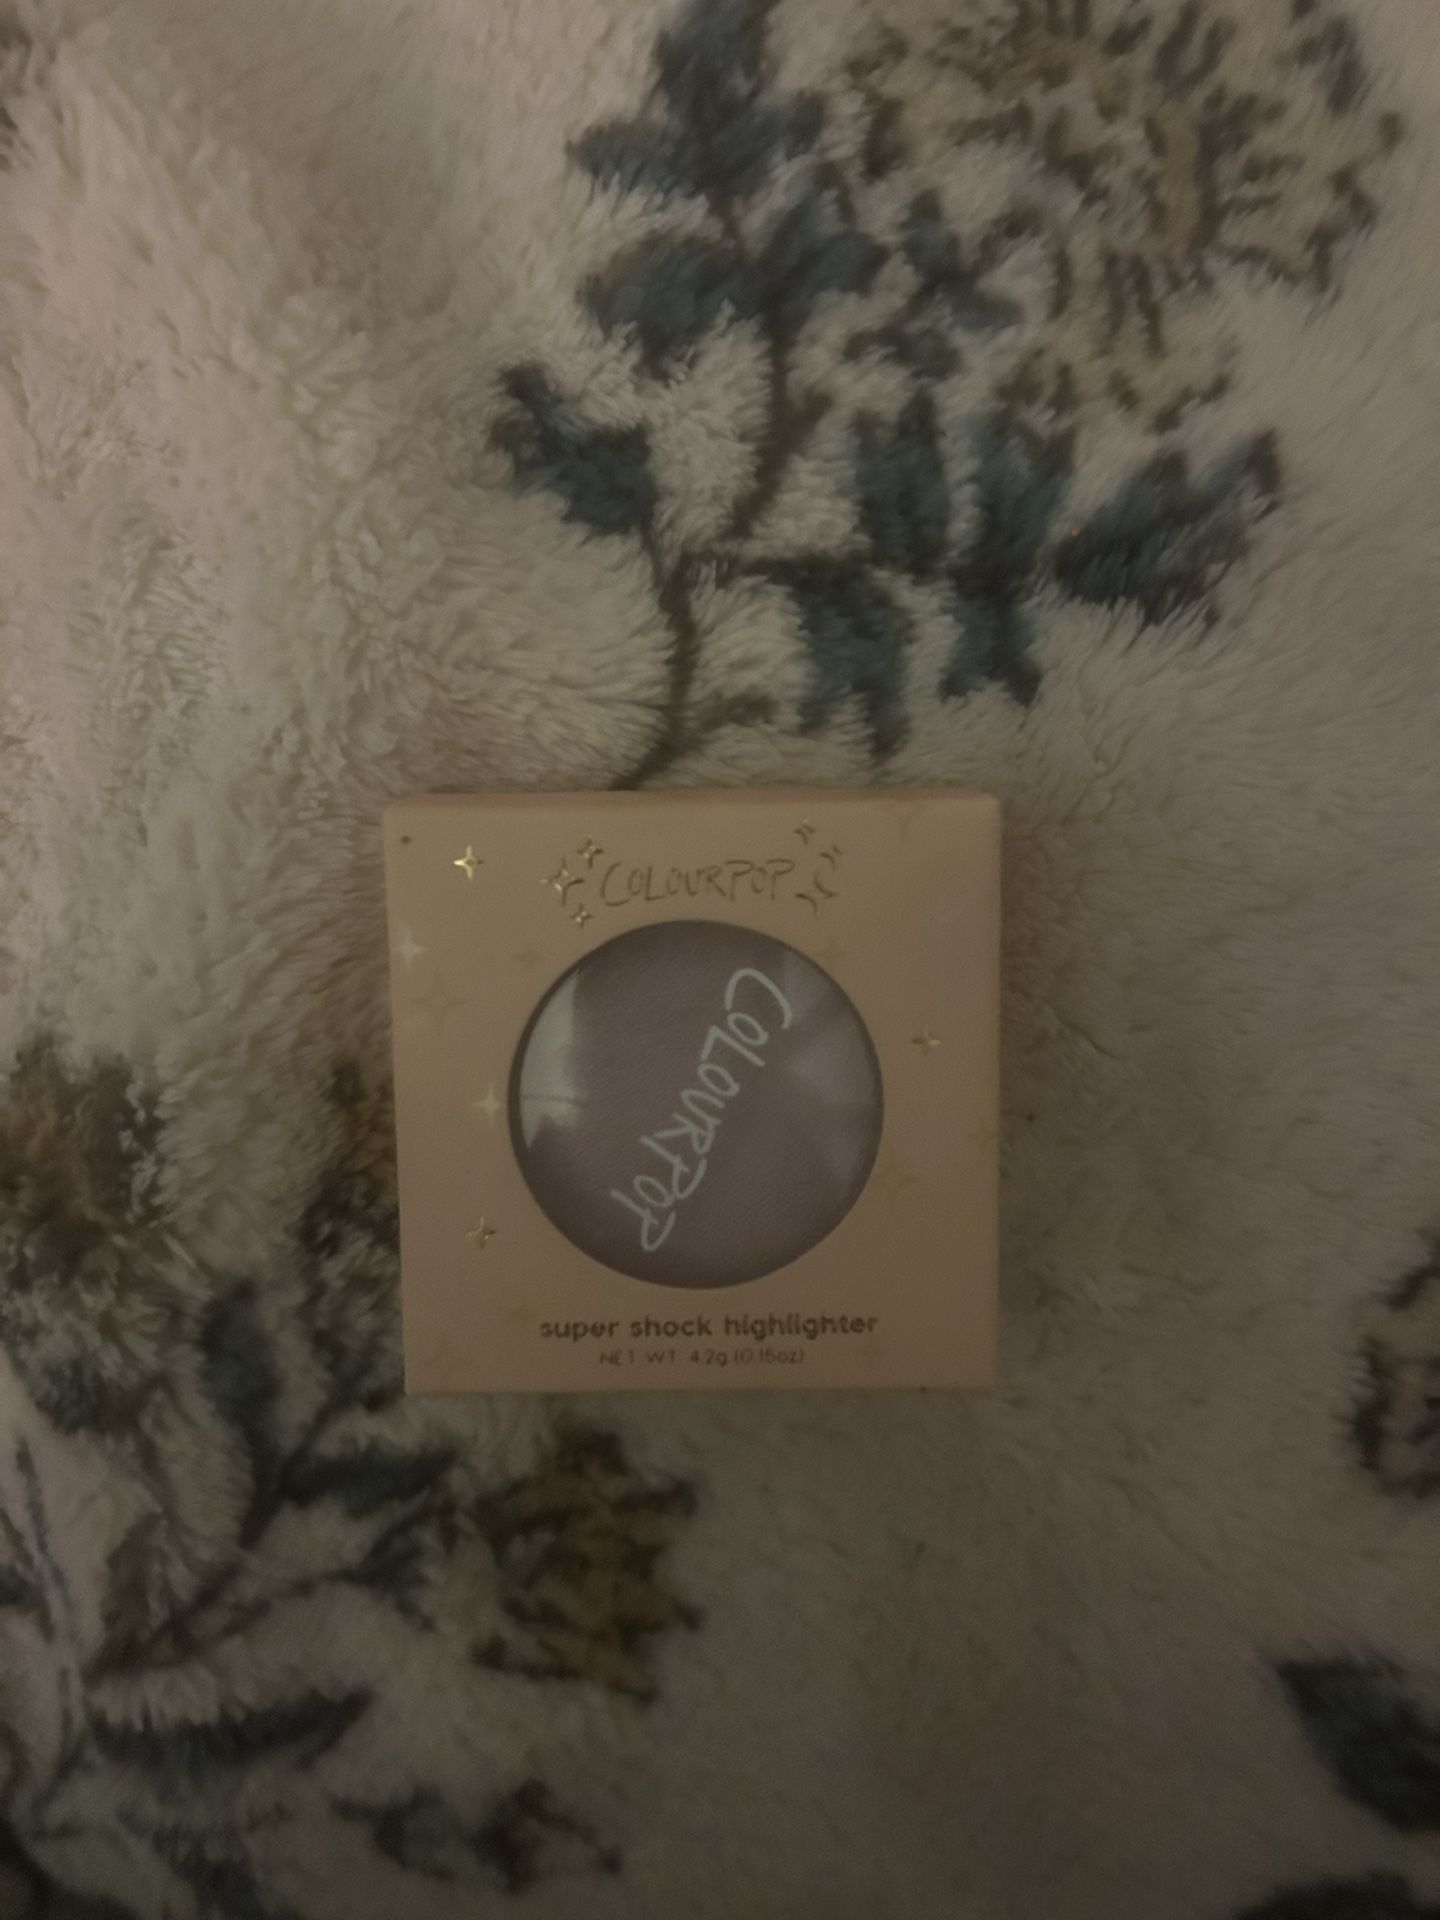 COLOURPOP
COLOURPOP
super shock highlighter
NET WT 4.2g (0.15oz)